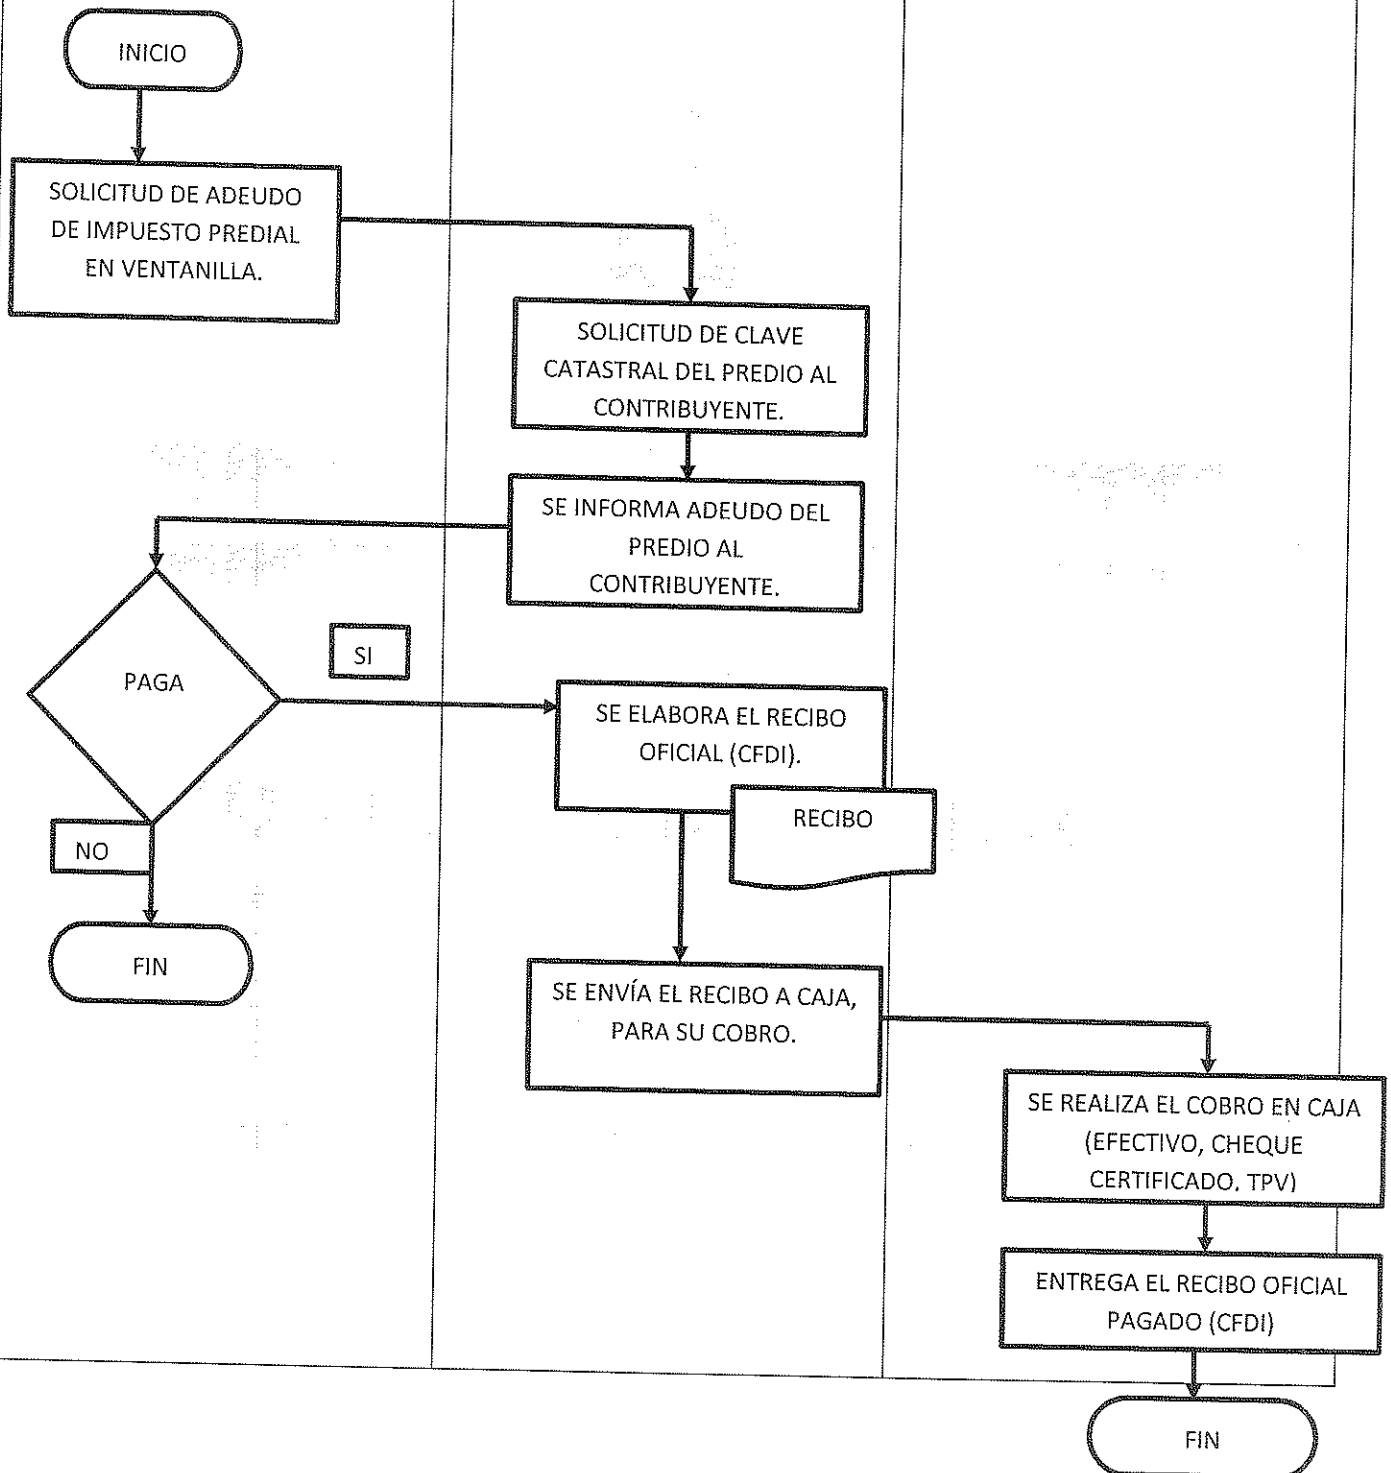 INICIO
SOLICITUD DE ADEUDO
DE IMPUESTO PREDIAL
EN VENTANILLA.
SOLICITUD DE CLAVE
CATASTRAL DEL PREDIO AL
CONTRIBUYENTE.
SE INFORMA ADEUDO DEL
PREDIO AL
CONTRIBUYENTE.
PAGA
SI
SE ELABORA EL RECIBO
OFICIAL (CFDI).
RECIBO
NO
FIN
SE ENVÍA EL RECIBO A CAJA,
PARA SU COBRO.
SE REALIZA EL COBRO EN CAJA
(EFECTIVO, CHEQUE
CERTIFICADO, TPV)
ENTREGA EL RECIBO OFICIAL
PAGADO (CFDI)
FIN